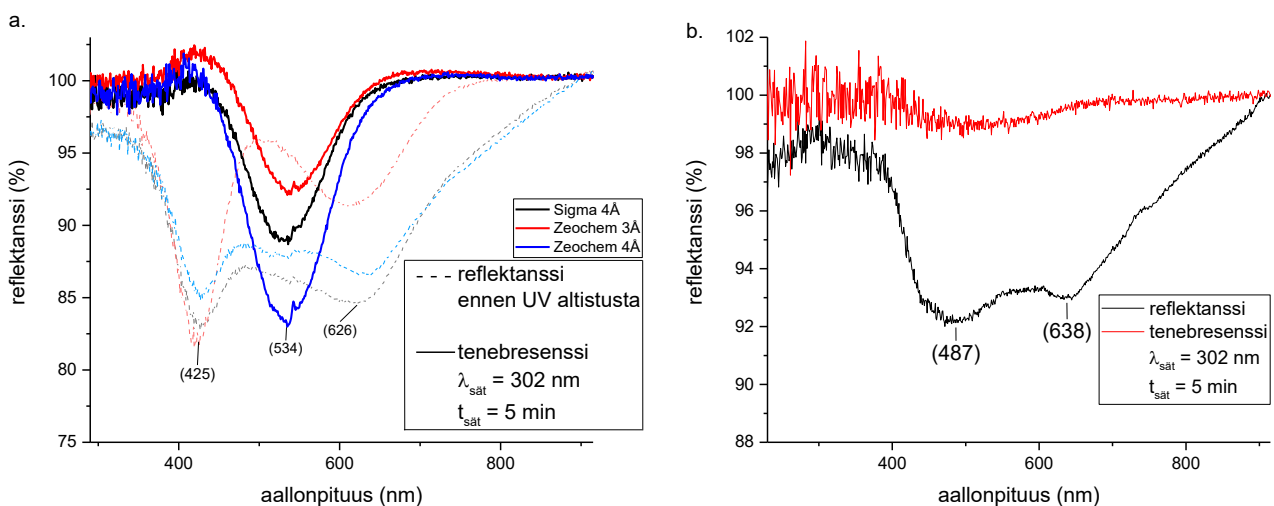 a.
reflektanssi (%)
100
95
90
85
80
75
400
600
800
aallonpituus (nm)
(425)
(534)
(626)
Sigma 4Å
Zeochem 3Å
Zeochem 4Å
reflektanssi
ennen UV altistusta
tenebresenssi
λsät = 302 nm
tsät = 5 min
b.
reflektanssi (%)
102
100
98
96
94
92
90
88
400
600
800
aallonpituus (nm)
(487)
(638)
reflektanssi
tenebresenssi
λsät = 302 nm
tsät = 5 min